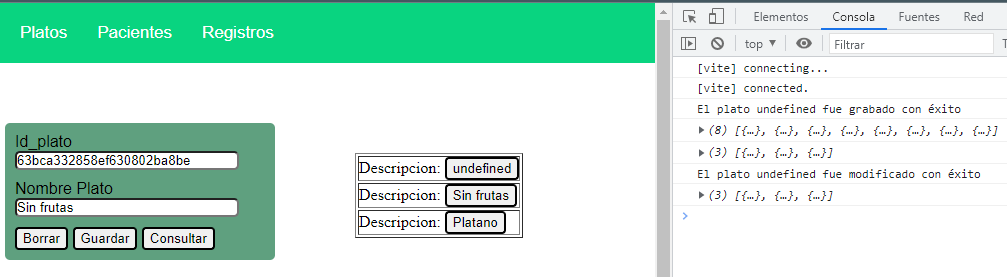 Platos Pacientes Registros
Id_plato
63bca332858ef630802ba8be
Nombre Plato
Sin frutas
Borrar Guardar Consultar
Descripcion: undefined
Descripcion: Sin frutas
Descripcion: Platano
Elementos Consola Fuentes Red
top ▼ Filtrar
[vite] connecting...
[vite] connected.
El plato undefined fue grabado con éxito
(8) [{…}, {…}, {…}, {…}, {…}, {…}, {…}, {…}]
(3) [{…}, {…}, {…}]
El plato undefined fue modificado con éxito
(3) [{…}, {…}, {…}]